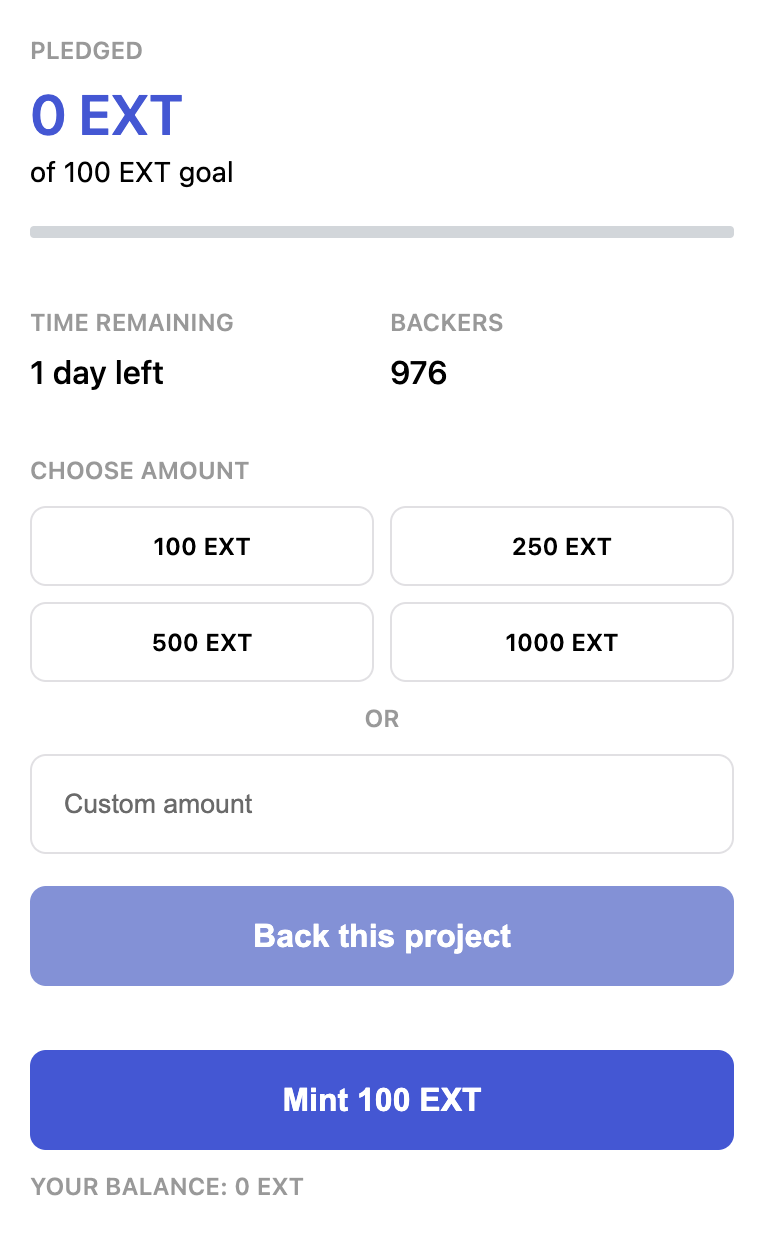 PLEDGED
0 EXT
of 100 EXT goal
TIME REMAINING
1 day left
BACKERS
976
CHOOSE AMOUNT
100 EXT
250 EXT
500 EXT
1000 EXT
OR
Custom amount
Back this project
Mint 100 EXT
YOUR BALANCE: 0 EXT